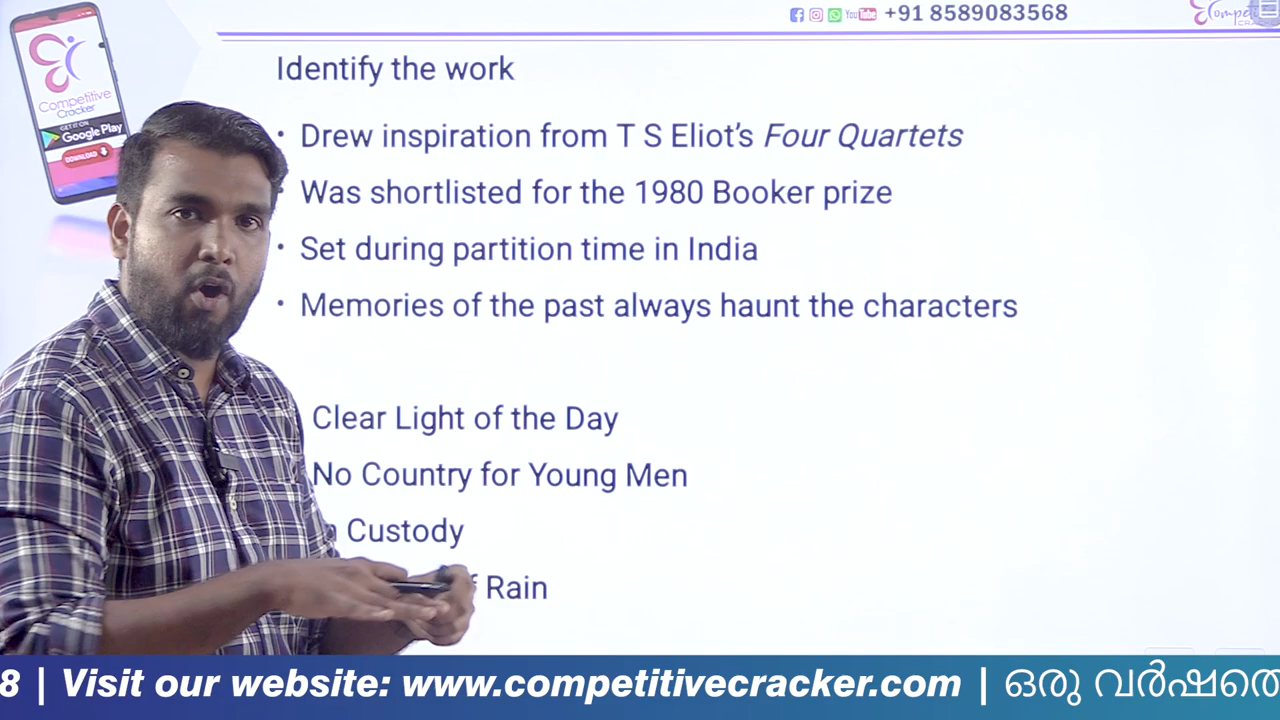 You Tube +91 8589083568
Competitive
Cracker
GET IT ON
Google Play
DOWNLOAD
Identify the work
• Drew inspiration from T S Eliot’s Four Quartets
• Was shortlisted for the 1980 Booker prize
• Set during partition time in India
• Memories of the past always haunt the characters
Clear Light of the Day
No Country for Young Men
Custody
Rain
8 | Visit our website: www.competitivecracker.com | ഒരു